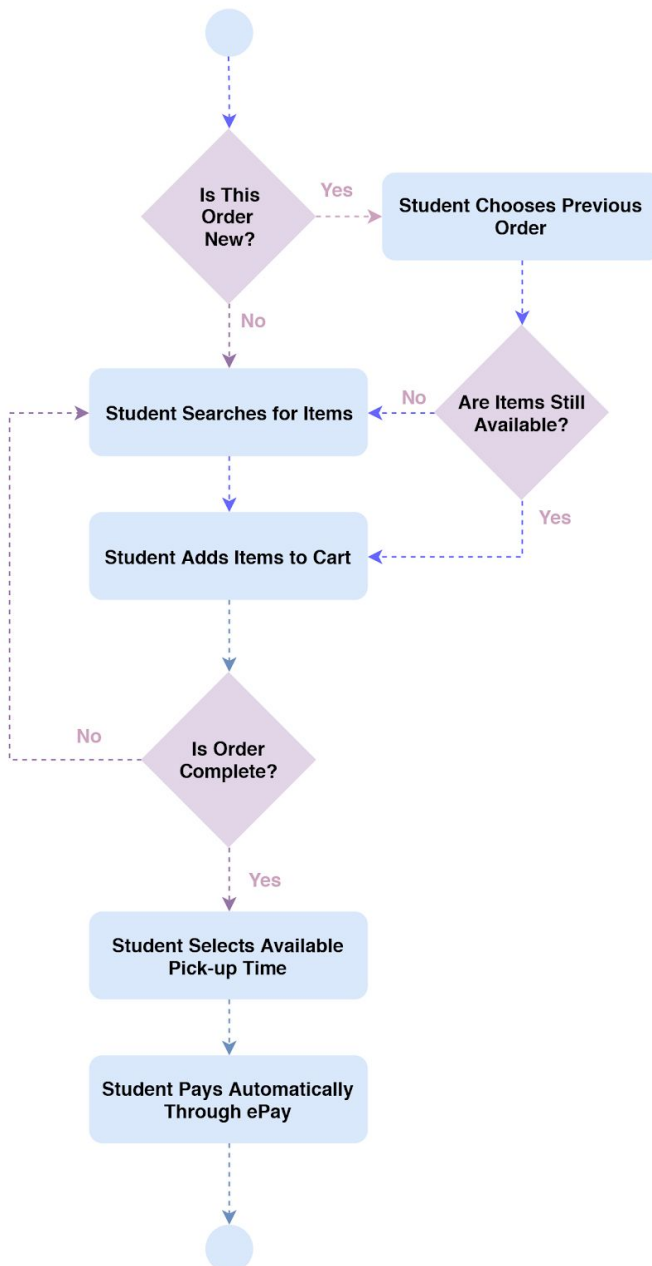 Is This
Order
New?
Yes
Student Chooses Previous
Order
No
Student Searches for Items
No
Are Items Still
Available?
Yes
Student Adds Items to Cart
No
Is Order
Complete?
Yes
Student Selects Available
Pick-up Time
Student Pays Automatically
Through ePay